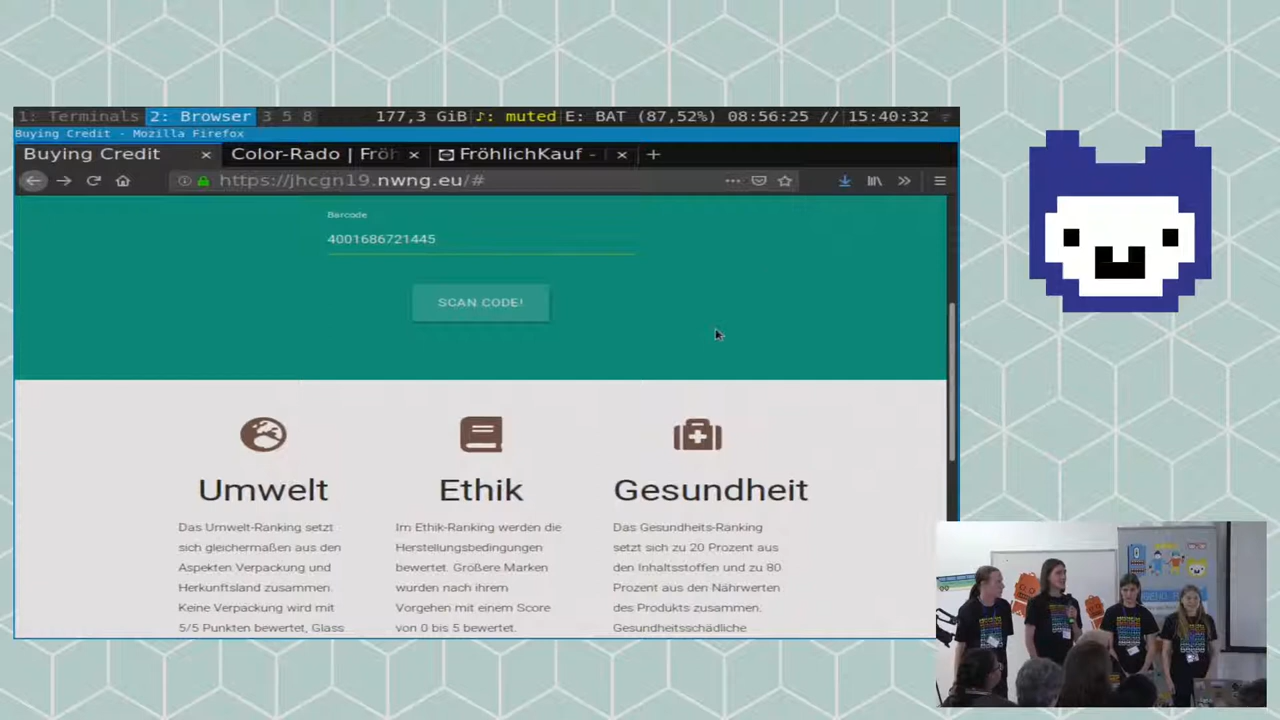 1: Terminals 2: Browser 3 5 8 177,3 GiB ♪: muted E: BAT (87,52%) 08:56:25 // 15:40:32
Buying Credit - Mozilla Firefox
Buying Credit × Color-Rado | Fröh × FröhlichKauf - × +
https://jhcgn19.nwng.eu/#
Barcode
4001686721445
SCAN CODE!
Umwelt
Das Umwelt-Ranking setzt
sich gleichermaßen aus den
Aspekten Verpackung und
Herkunftsland zusammen.
Keine Verpackung wird mit
5/5 Punkten bewertet, Glass
Ethik
Im Ethik-Ranking werden die
Herstellungsbedingungen
bewertet. Größere Marken
wurden nach ihrem
Vorgehen mit einem Score
von 0 bis 5 bewertet.
Gesundheit
Das Gesundheits-Ranking
setzt sich zu 20 Prozent aus
den Inhaltsstoffen und zu 80
Prozent aus den Nährwerten
des Produkts zusammen.
Gesundheitsschädliche